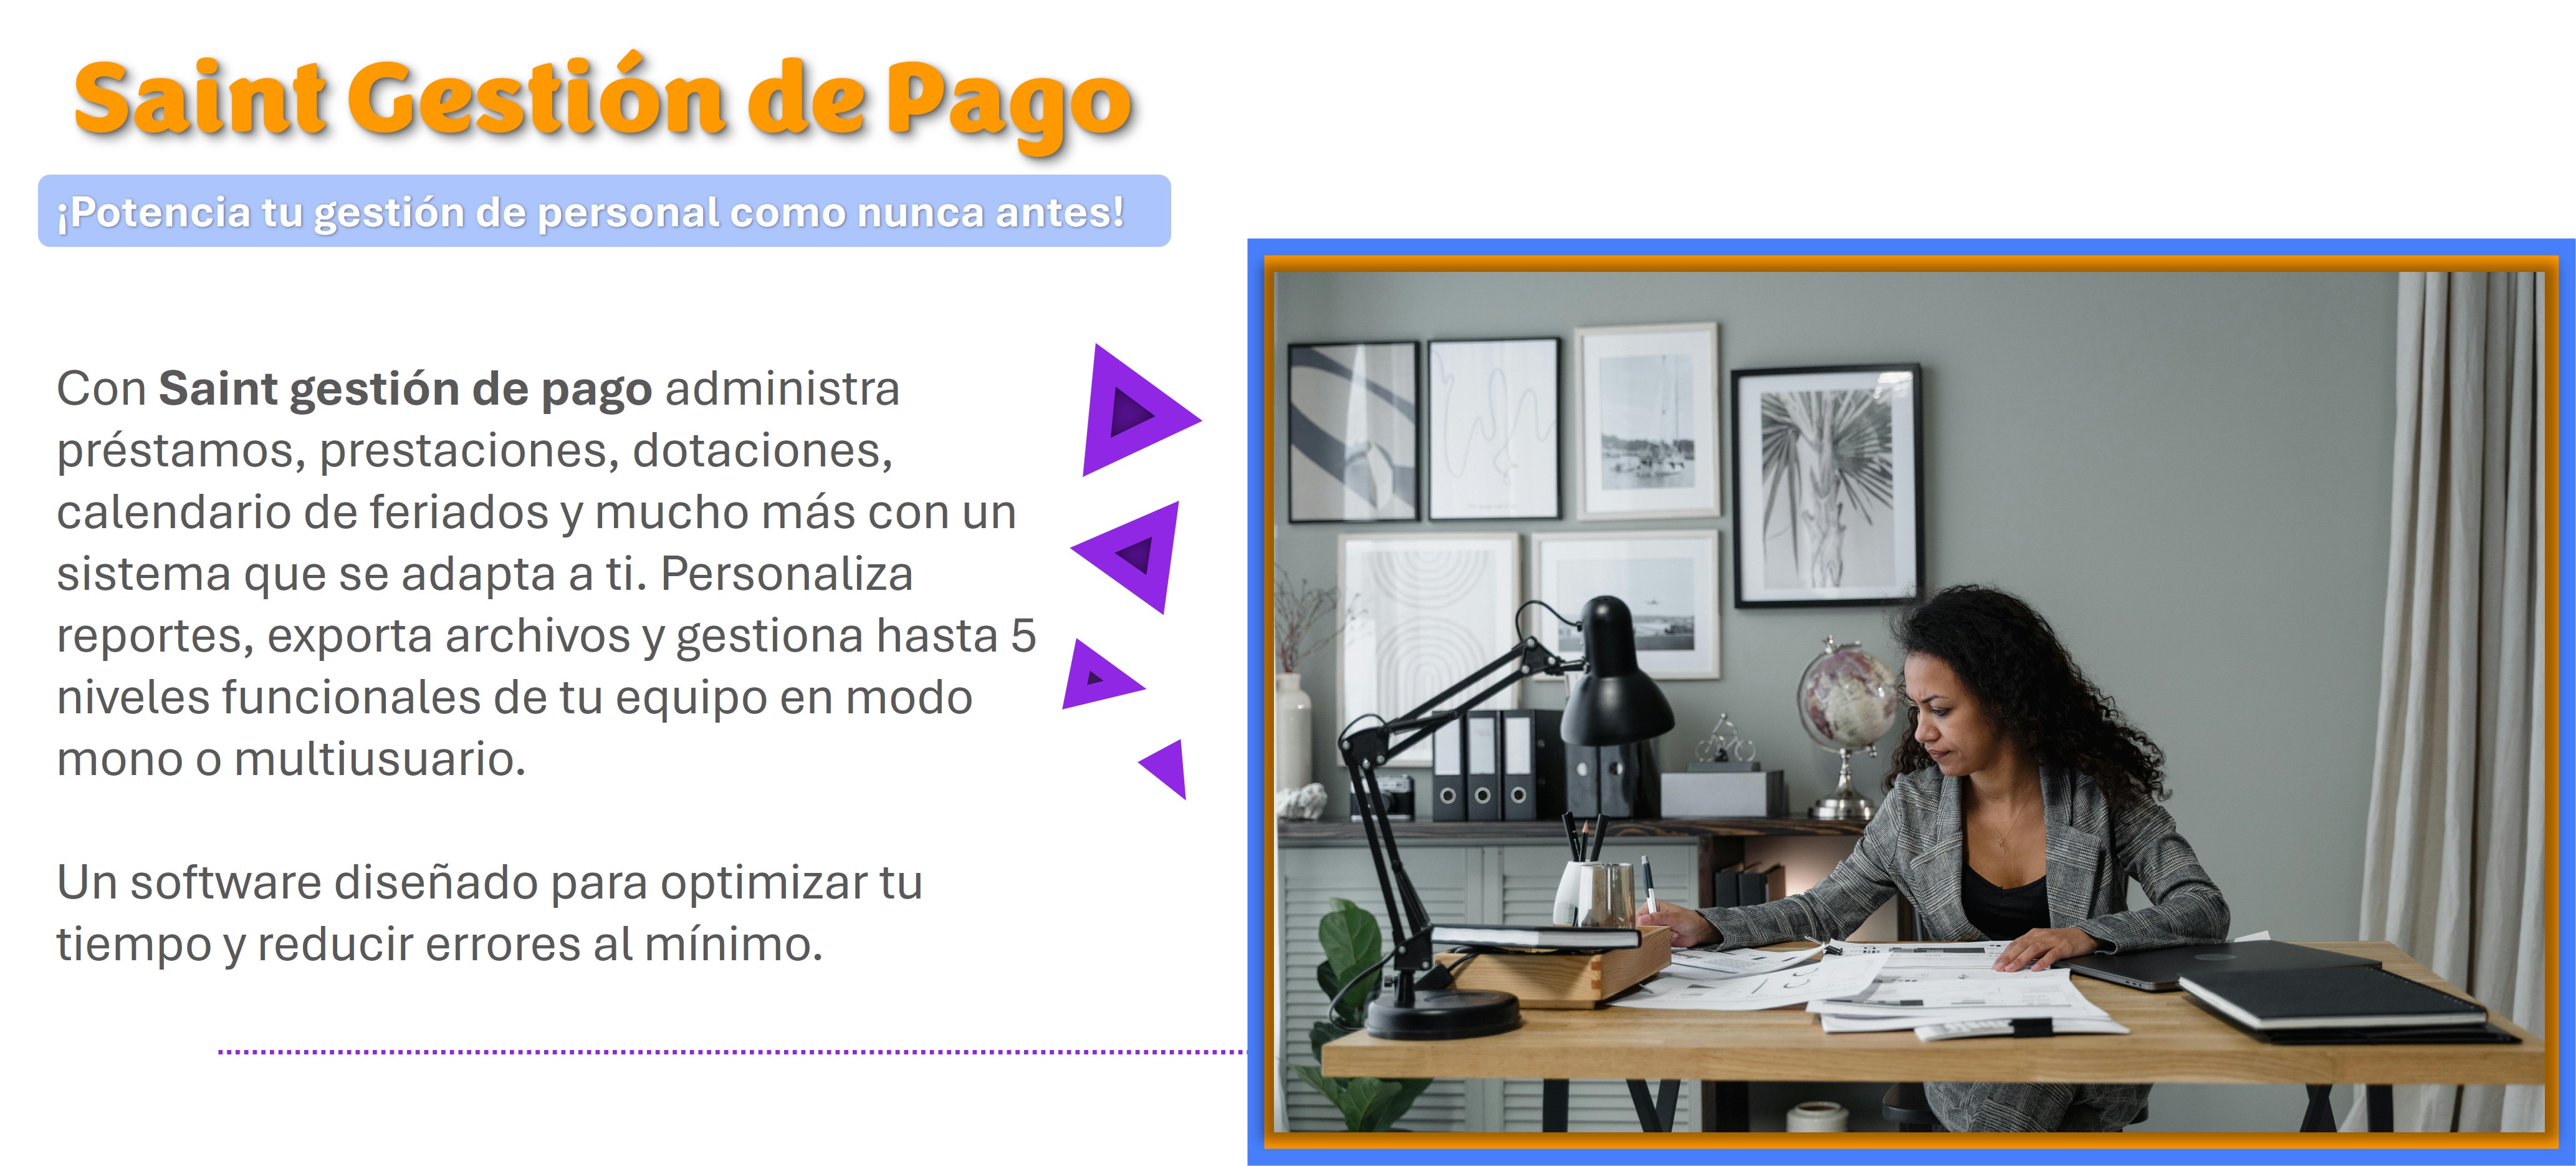 Saint Gestión de Pago
¡Potencia tu gestión de personal como nunca antes!
Con Saint gestión de pago administra
préstamos, prestaciones, dotaciones,
calendario de feriados y mucho más con un
sistema que se adapta a ti. Personaliza
reportes, exporta archivos y gestiona hasta 5
niveles funcionales de tu equipo en modo
mono o multiusuario.
Un software diseñado para optimizar tu
tiempo y reducir errores al mínimo.